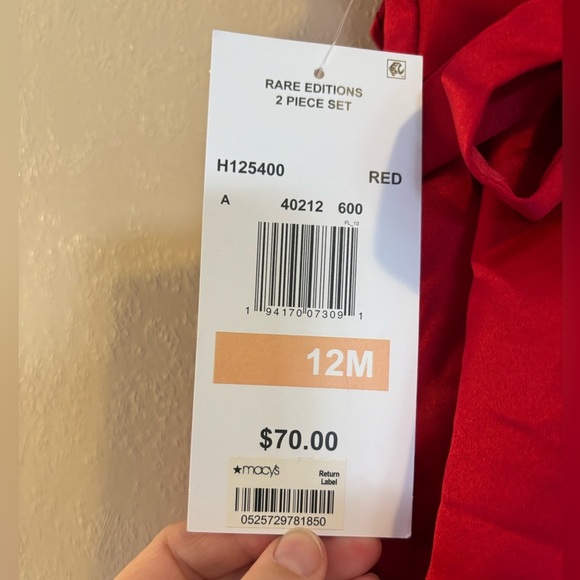 RARE EDITIONS
2 PIECE SET
H125400
RED
A 40212 600
PL_10
1 94170 07309 1
12M
$70.00
★macy's Return
Label
0525729781850